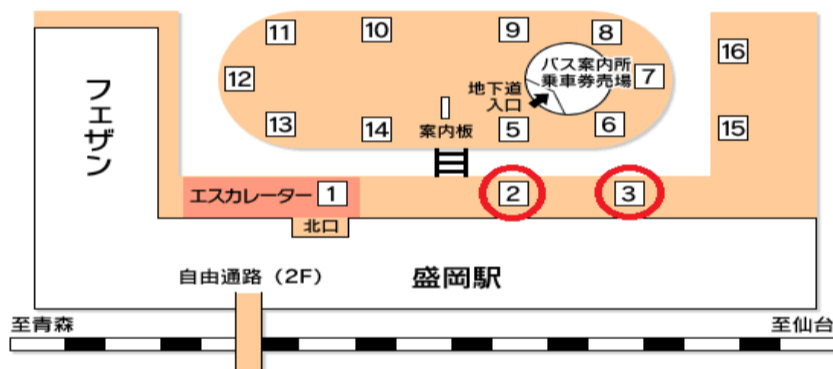 11
10
9
8
16
12
バス案内所
乗車券売場
7
地下道
入口
13
14
案内板
5
6
15
フェザン
エスカレーター
1
2
3
北口
自由通路（2F）
盛岡駅
至青森
至仙台